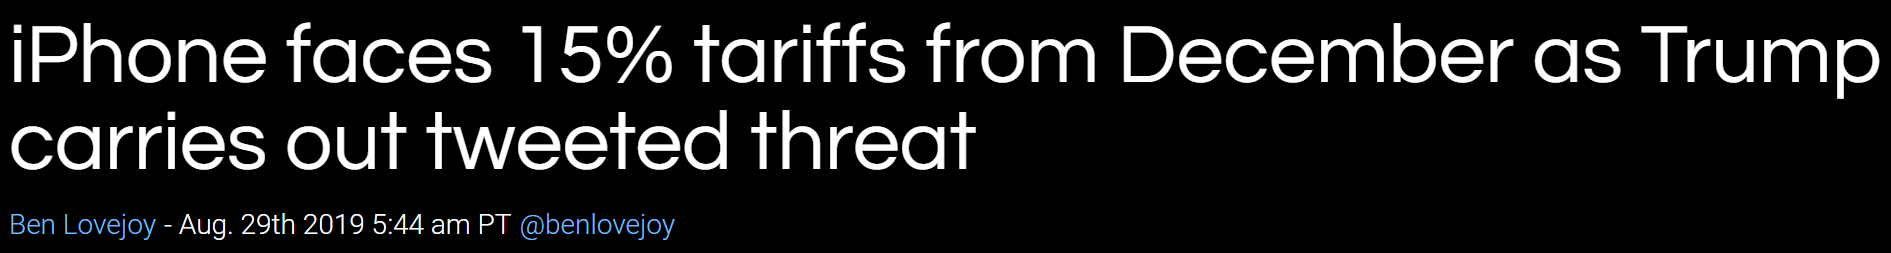 iPhone faces 15% tariffs from December as Trump
carries out tweeted threat
Ben Lovejoy - Aug. 29th 2019 5:44 am PT @benlovejoy